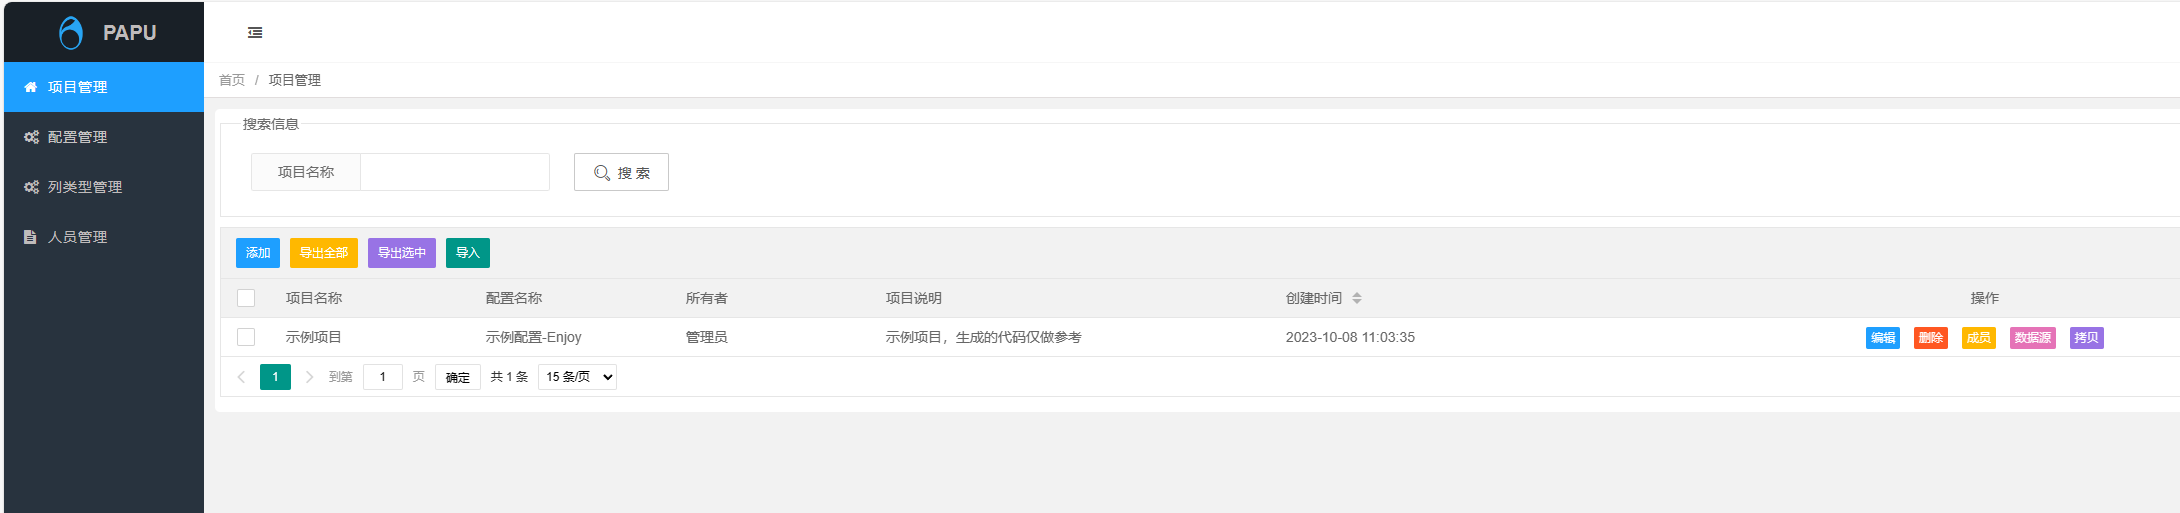 PAPU
项目管理
配置管理
列类型管理
人员管理
首页 / 项目管理
搜索信息
项目名称
搜 索
添加 导出全部 导出选中 导入
项目名称 配置名称 所有者 项目说明 创建时间 操作
示例项目 示例配置-Enjoy 管理员 示例项目，生成的代码仅做参考 2023-10-08 11:03:35 编辑 删除 成员 数据源 拷贝
1 到第 1 页 确定 共 1 条 15 条/页